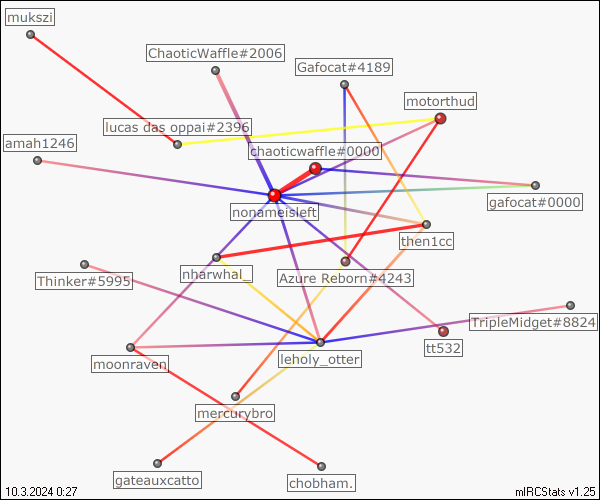 mukszi
ChaoticWaffle#2006
Gafocat#4189
motorthud
lucas das oppai#2396
amah1246
chaoticwaffle#0000
gafocat#0000
nonameisleft
then1cc
nharwhal_
Azure Reborn#4243
Thinker#5995
TripleMidget#8824
tt532
leholy_otter
moonraven
mercurybro
gateauxcatto
chobham.
10.3.2024 0:27
mIRCStats v1.25